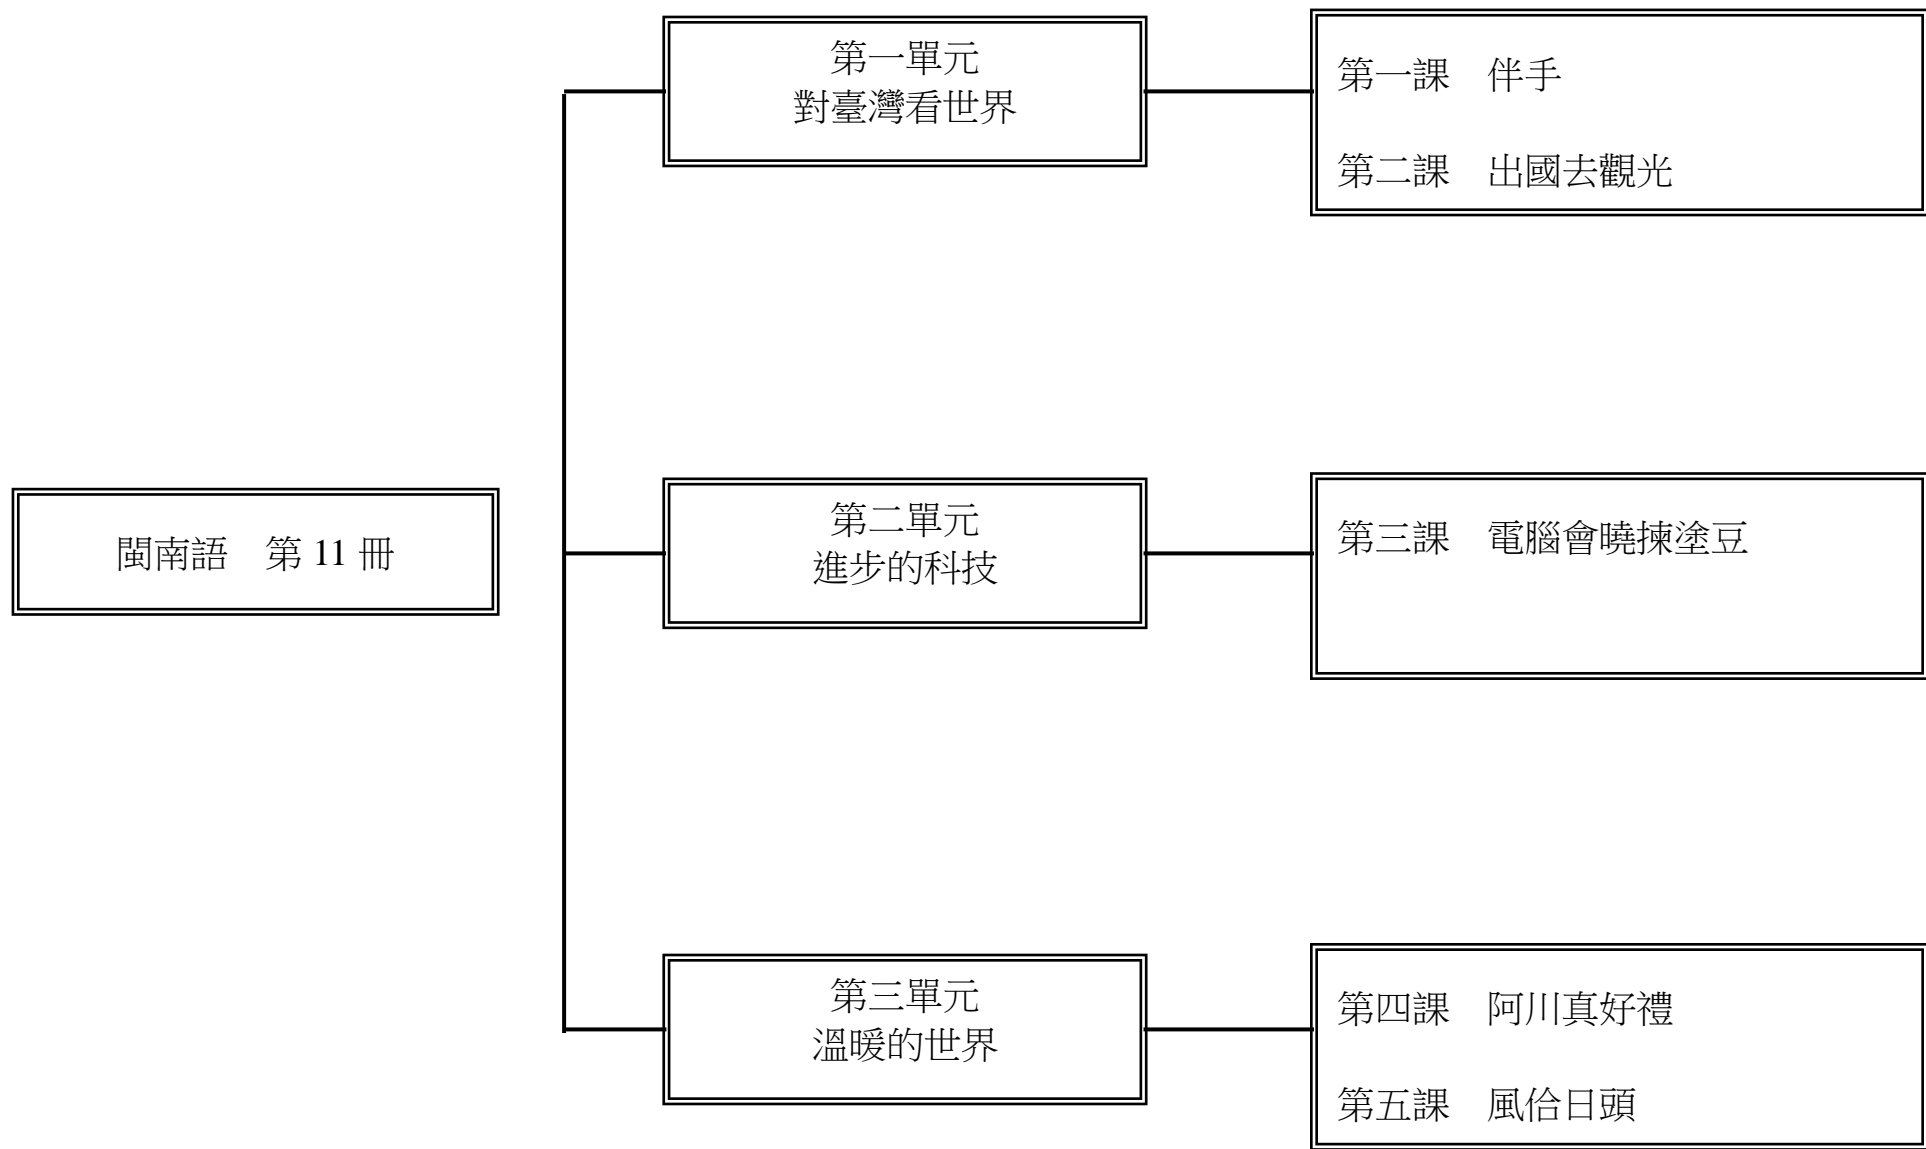 閩南語　第 11 冊
第一單元
對臺灣看世界
第一課　伴手
第二課　出國去觀光
第二單元
進步的科技
第三課　電腦會曉揀塗豆
第三單元
溫暖的世界
第四課　阿川真好禮
第五課　風佮日頭